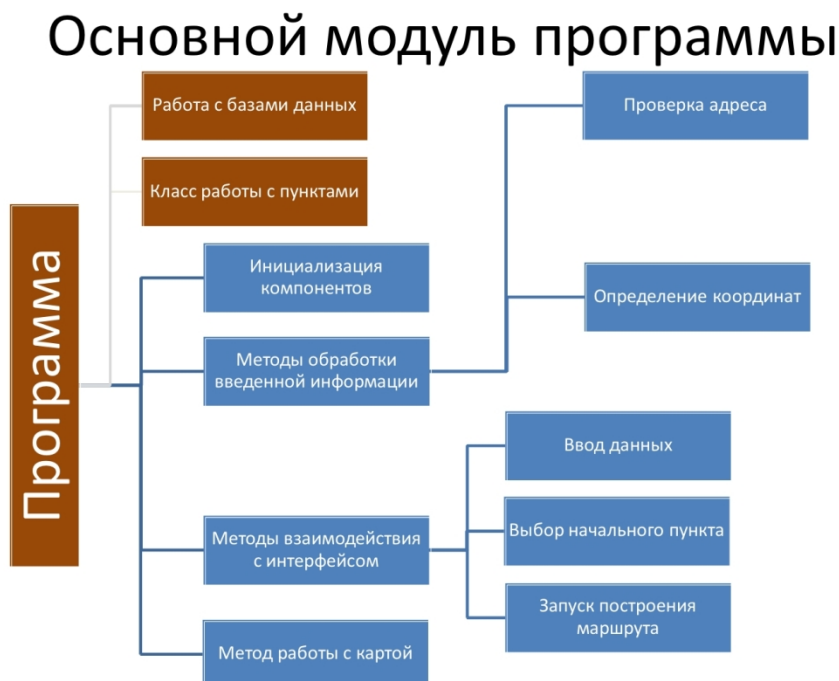 Основной модуль программы
Программа
Работа с базами данных
Класс работы с пунктами
Инициализация
компонентов
Методы обработки
введенной информации
Проверка адреса
Определение координат
Методы взаимодействия
с интерфейсом
Ввод данных
Выбор начального пункта
Запуск построения
маршрута
Метод работы с картой